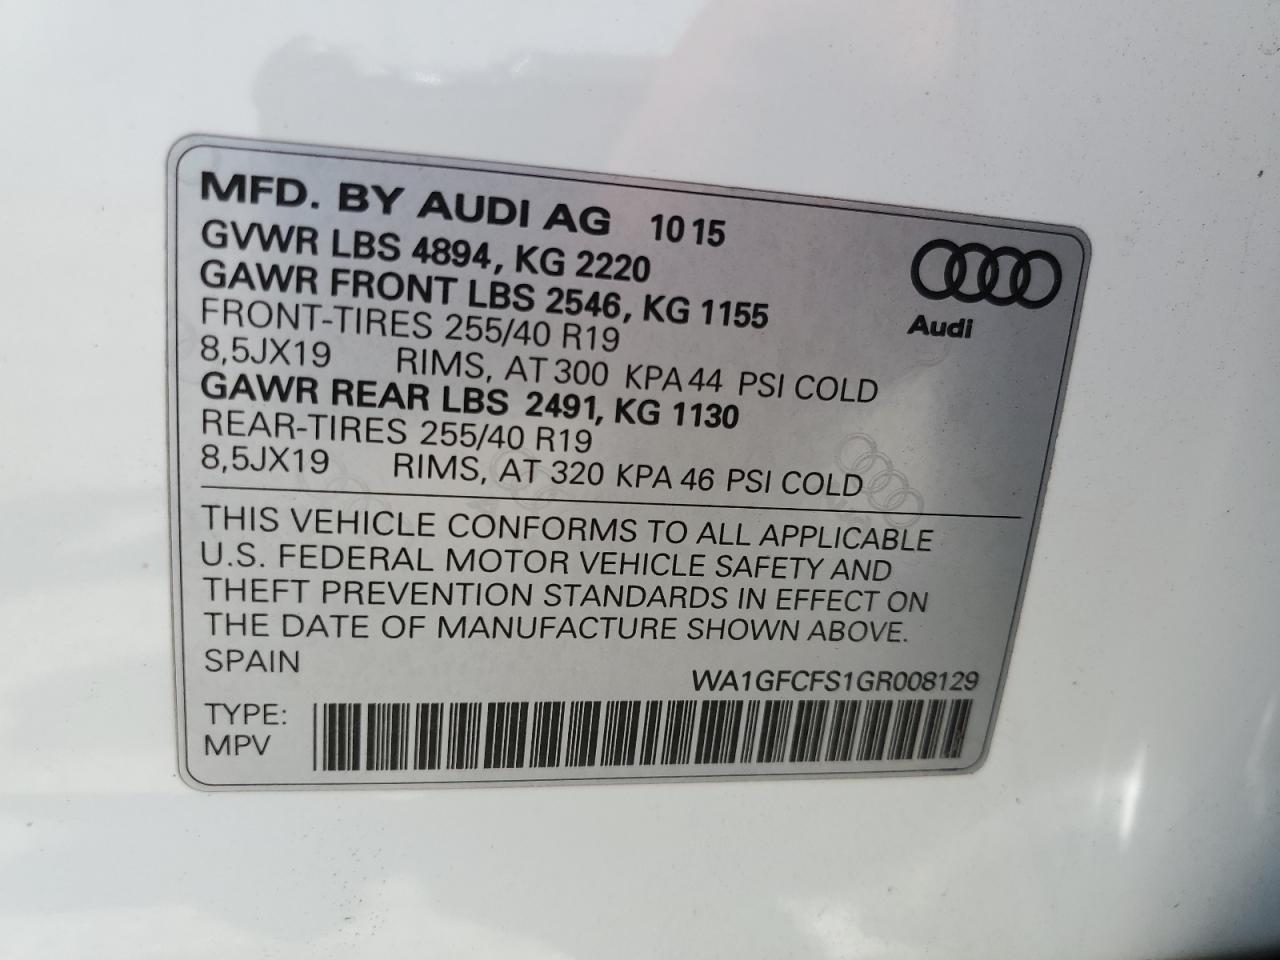 MFD. BY AUDI AG 10 15
GVWR LBS 4894, KG 2220
GAWR FRONT LBS 2546, KG 1155
FRONT-TIRES 255/40 R19
8,5JX19 RIMS, AT 300 KPA 44 PSI COLD
GAWR REAR LBS 2491, KG 1130
REAR-TIRES 255/40 R19
8,5JX19 RIMS, AT 320 KPA 46 PSI COLD
Audi
THIS VEHICLE CONFORMS TO ALL APPLICABLE
U.S. FEDERAL MOTOR VEHICLE SAFETY AND
THEFT PREVENTION STANDARDS IN EFFECT ON
THE DATE OF MANUFACTURE SHOWN ABOVE.
SPAIN
WA1GFCFS1GR008129
TYPE:
MPV